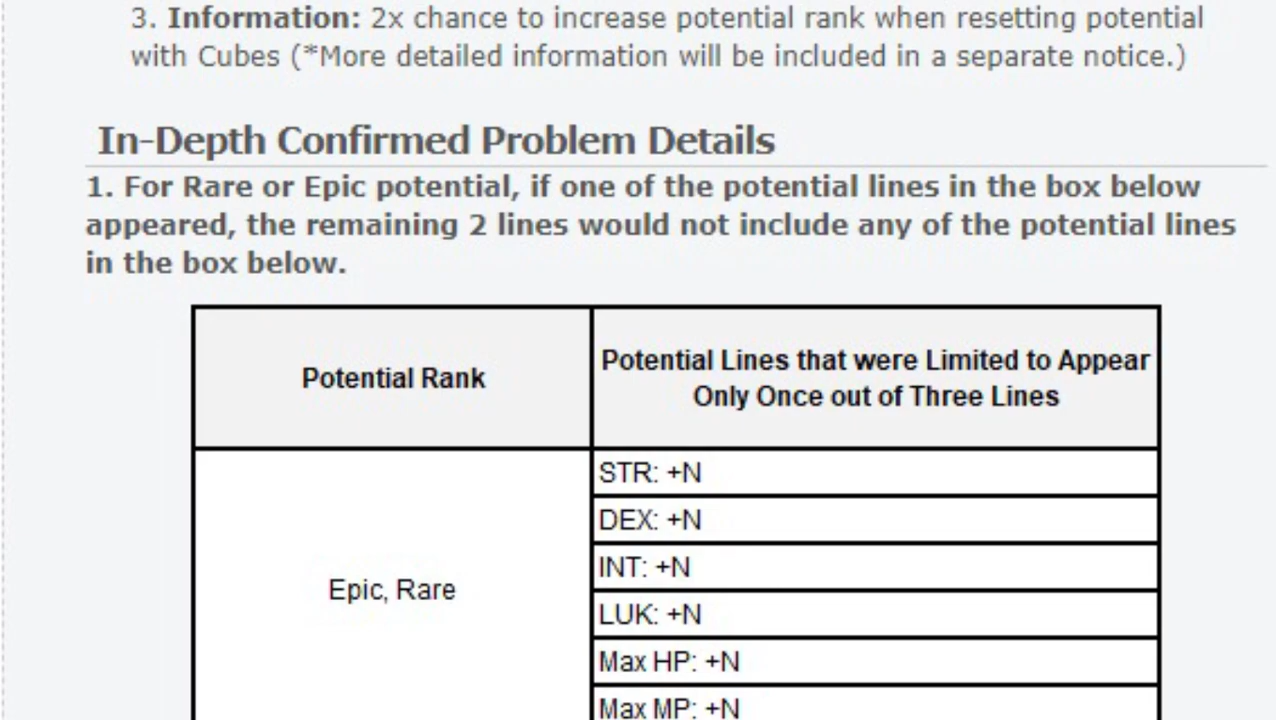 3. Information: 2x chance to increase potential rank when resetting potential
with Cubes (*More detailed information will be included in a separate notice.)
In-Depth Confirmed Problem Details
1. For Rare or Epic potential, if one of the potential lines in the box below
appeared, the remaining 2 lines would not include any of the potential lines
in the box below.
Potential Rank
Potential Lines that were Limited to Appear
Only Once out of Three Lines
Epic, Rare
STR: +N
DEX: +N
INT: +N
LUK: +N
Max HP: +N
Max MP: +N